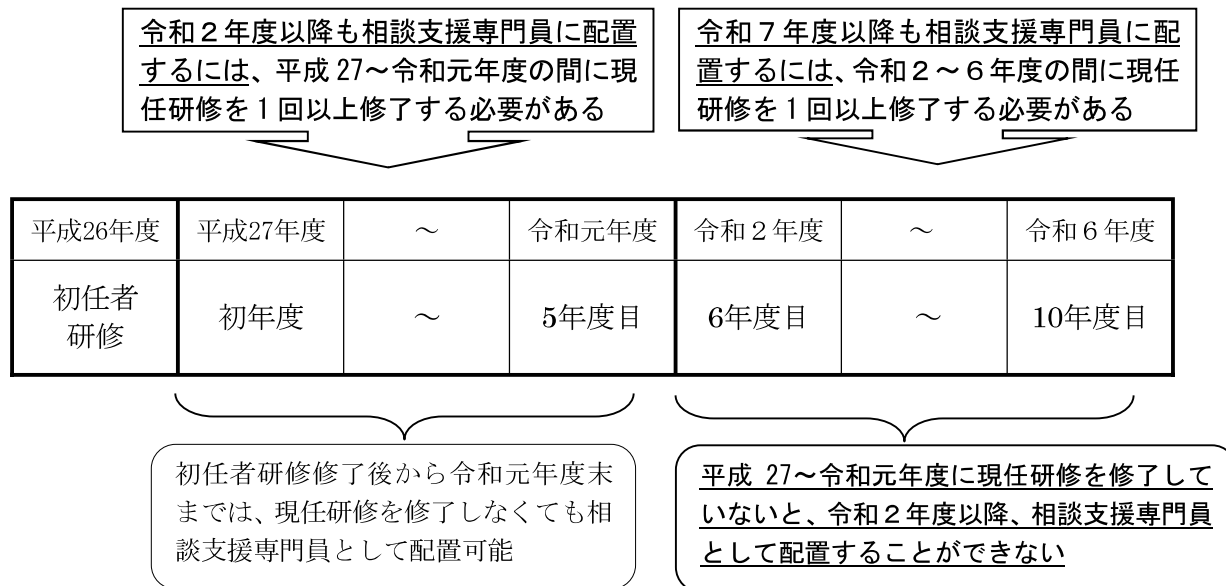 令和２年度以降も相談支援専門員に配置
するには、平成 27～令和元年度の間に現
任研修を１回以上修了する必要がある
令和７年度以降も相談支援専門員に配
置するには、令和２～６年度の間に現任
研修を１回以上修了する必要がある
平成26年度 平成27年度 ～ 令和元年度 令和２年度 ～ 令和６年度
初任者
研修
初年度 ～ 5年度目 6年度目 ～ 10年度目
初任者研修修了後から令和元年度末
までは、現任研修を修了しなくても相
談支援専門員として配置可能
平成 27～令和元年度に現任研修を修了して
いないと、令和２年度以降、相談支援専門員
として配置することができない